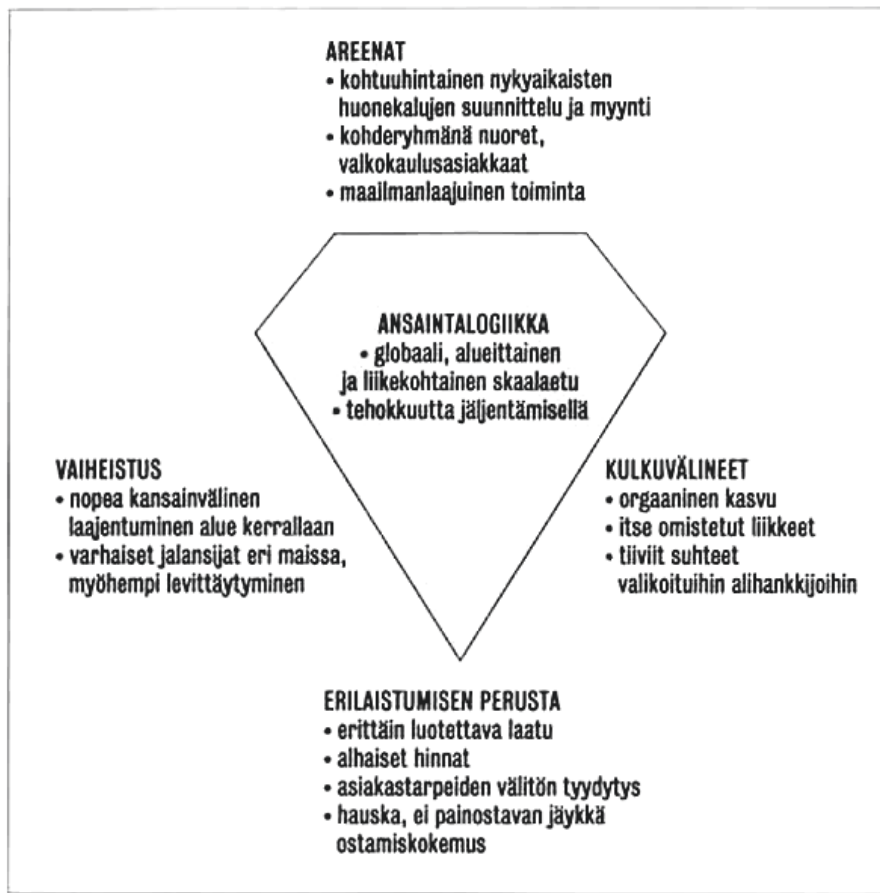 AREENAT
• kohtuuhintainen nykyaikaisten
huonekalujen suunnittelu ja myynti
• kohderyhmänä nuoret,
valkokaulusasiakkaat
• maailmanlaajuinen toiminta
ANSAINTALOGIIKKA
• globaali, alueittainen
ja liikekohtainen skaalaetu
• tehokkuutta jäljentämisellä
VAIHEISTUS
• nopea kansainvälinen
laajentuminen alue kerrallaan
• varhaiset jalansijat eri maissa,
myöhempi levittäytyminen
KULKUVÄLINEET
• orgaaninen kasvu
• itse omistetut liikkeet
• tiiviit suhteet
valikoituihin alihankkijoihin
ERILAISTUMISEN PERUSTA
• erittäin luotettava laatu
• alhaiset hinnat
• asiakastarpeiden välitön tyydytys
• hauska, ei painostavan jäykkä
ostamiskokemus